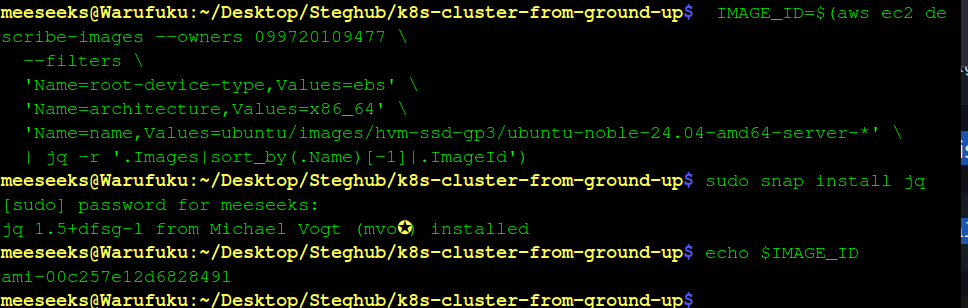 meeseeks@Warufuku:~/Desktop/Steghub/k8s-cluster-from-ground-up$  IMAGE_ID=$(aws ec2 de
scribe-images --owners 099720109477 \
  --filters \
  'Name=root-device-type,Values=ebs' \
  'Name=architecture,Values=x86_64' \
  'Name=name,Values=ubuntu/images/hvm-ssd-gp3/ubuntu-noble-24.04-amd64-server-*' \
  | jq -r '.Images|sort_by(.Name)[-1]|.ImageId')
meeseeks@Warufuku:~/Desktop/Steghub/k8s-cluster-from-ground-up$ sudo snap install jq
[sudo] password for meeseeks:
jq 1.5+dfsg-1 from Michael Vogt (mvo✪) installed
meeseeks@Warufuku:~/Desktop/Steghub/k8s-cluster-from-ground-up$ echo $IMAGE_ID
ami-00c257e12d6828491
meeseeks@Warufuku:~/Desktop/Steghub/k8s-cluster-from-ground-up$